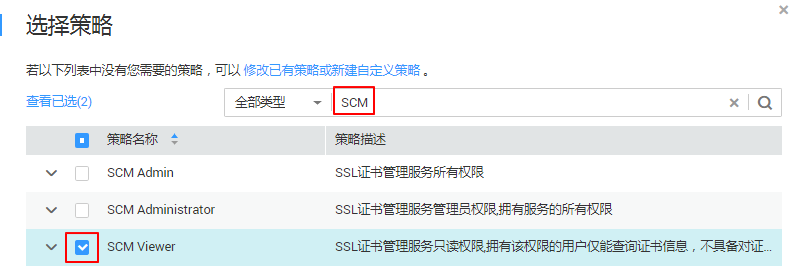 选择策略
若以下列表中没有您需要的策略，可以 修改已有策略或新建自定义策略 。
查看已选(2) 全部类型 SCM
策略名称 策略描述
SCM Admin SSL证书管理服务所有权限
SCM Administrator SSL证书管理服务管理员权限,拥有服务的所有权限
SCM Viewer SSL证书管理服务只读权限,拥有该权限的用户仅能查询证书信息，不具备对证...